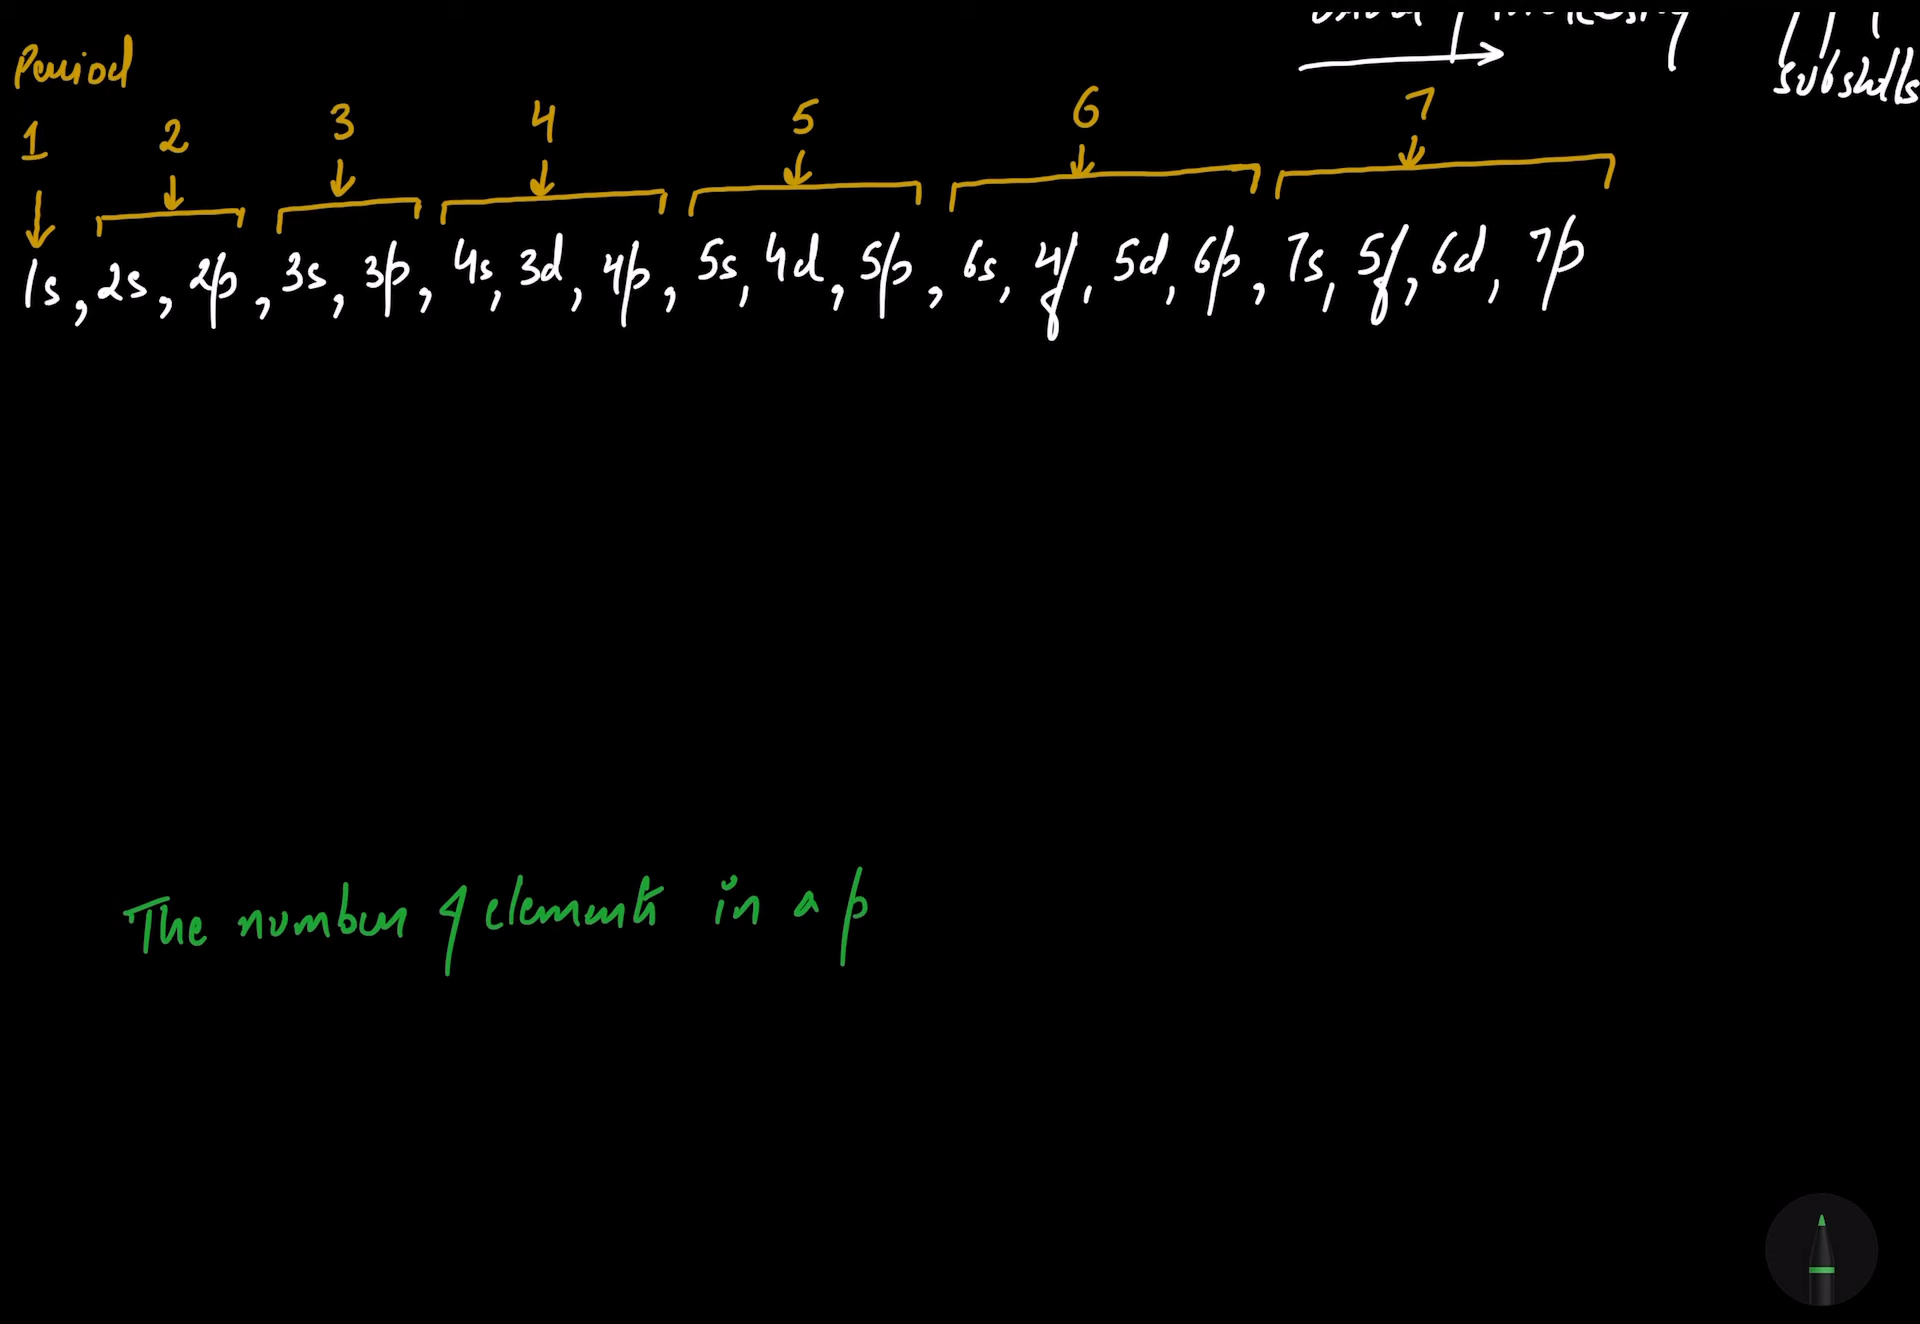 Period
subshells
1 2 3 4 5 6 7
1s, 2s, 2p, 3s, 3p, 4s, 3d, 4p, 5s, 4d, 5p, 6s, 4f, 5d, 6p, 7s, 5f, 6d, 7p
The number of elements in a p